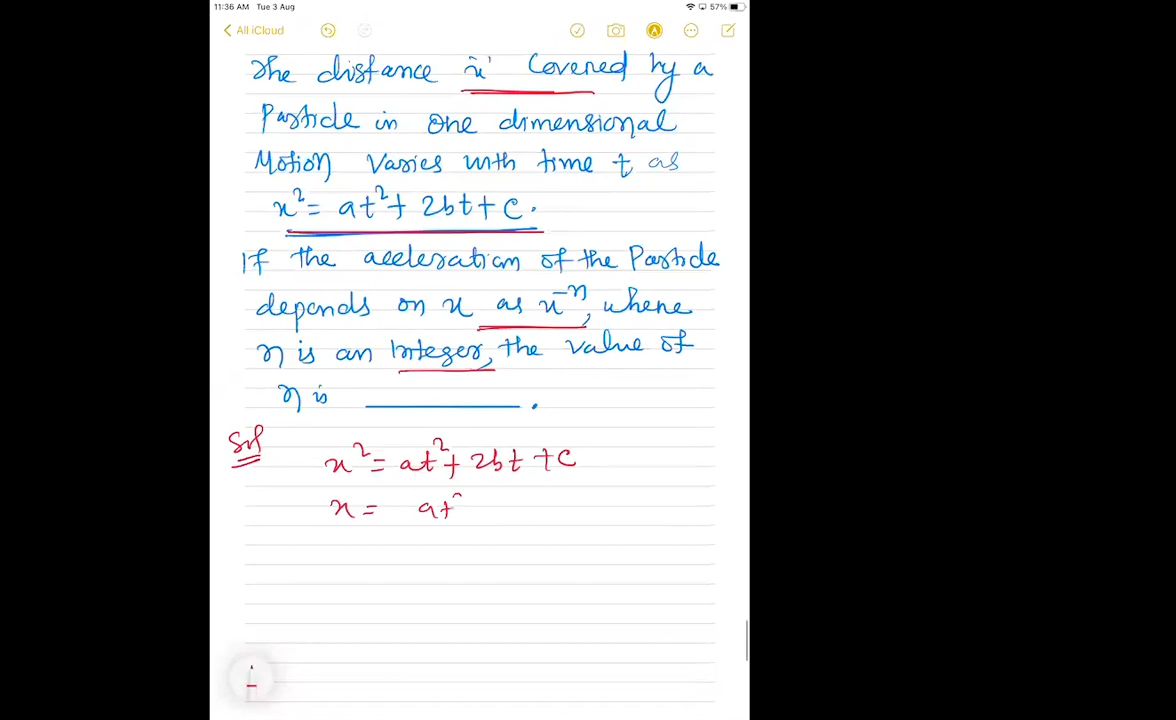 11:36 AM Tue 3 Aug
57%
All iCloud
The distance 'x' Covered by a
Particle in one dimensional
Motion Varies with time t as
x² = at² + 2bt + C.
If the acceleration of the Particle
depends on x as x⁻ⁿ, where
n is an Integer, the value of
n is ________ .
Sol
x² = at² + 2bt + C
x = at²